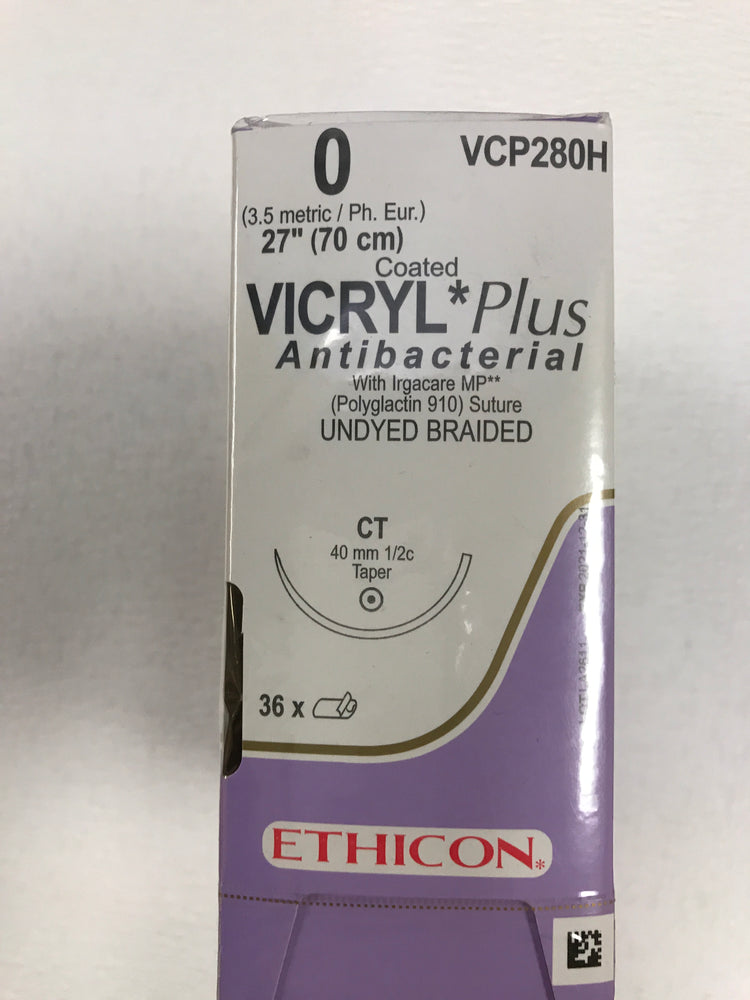 0
VCP280H
(3.5 metric / Ph. Eur.)
27" (70 cm)
Coated
VICRYL*Plus
Antibacterial
With Irgacare MP**
(Polyglactin 910) Suture
UNDYED BRAIDED
CT
40 mm 1/2c
Taper
36 x
ETHICON*